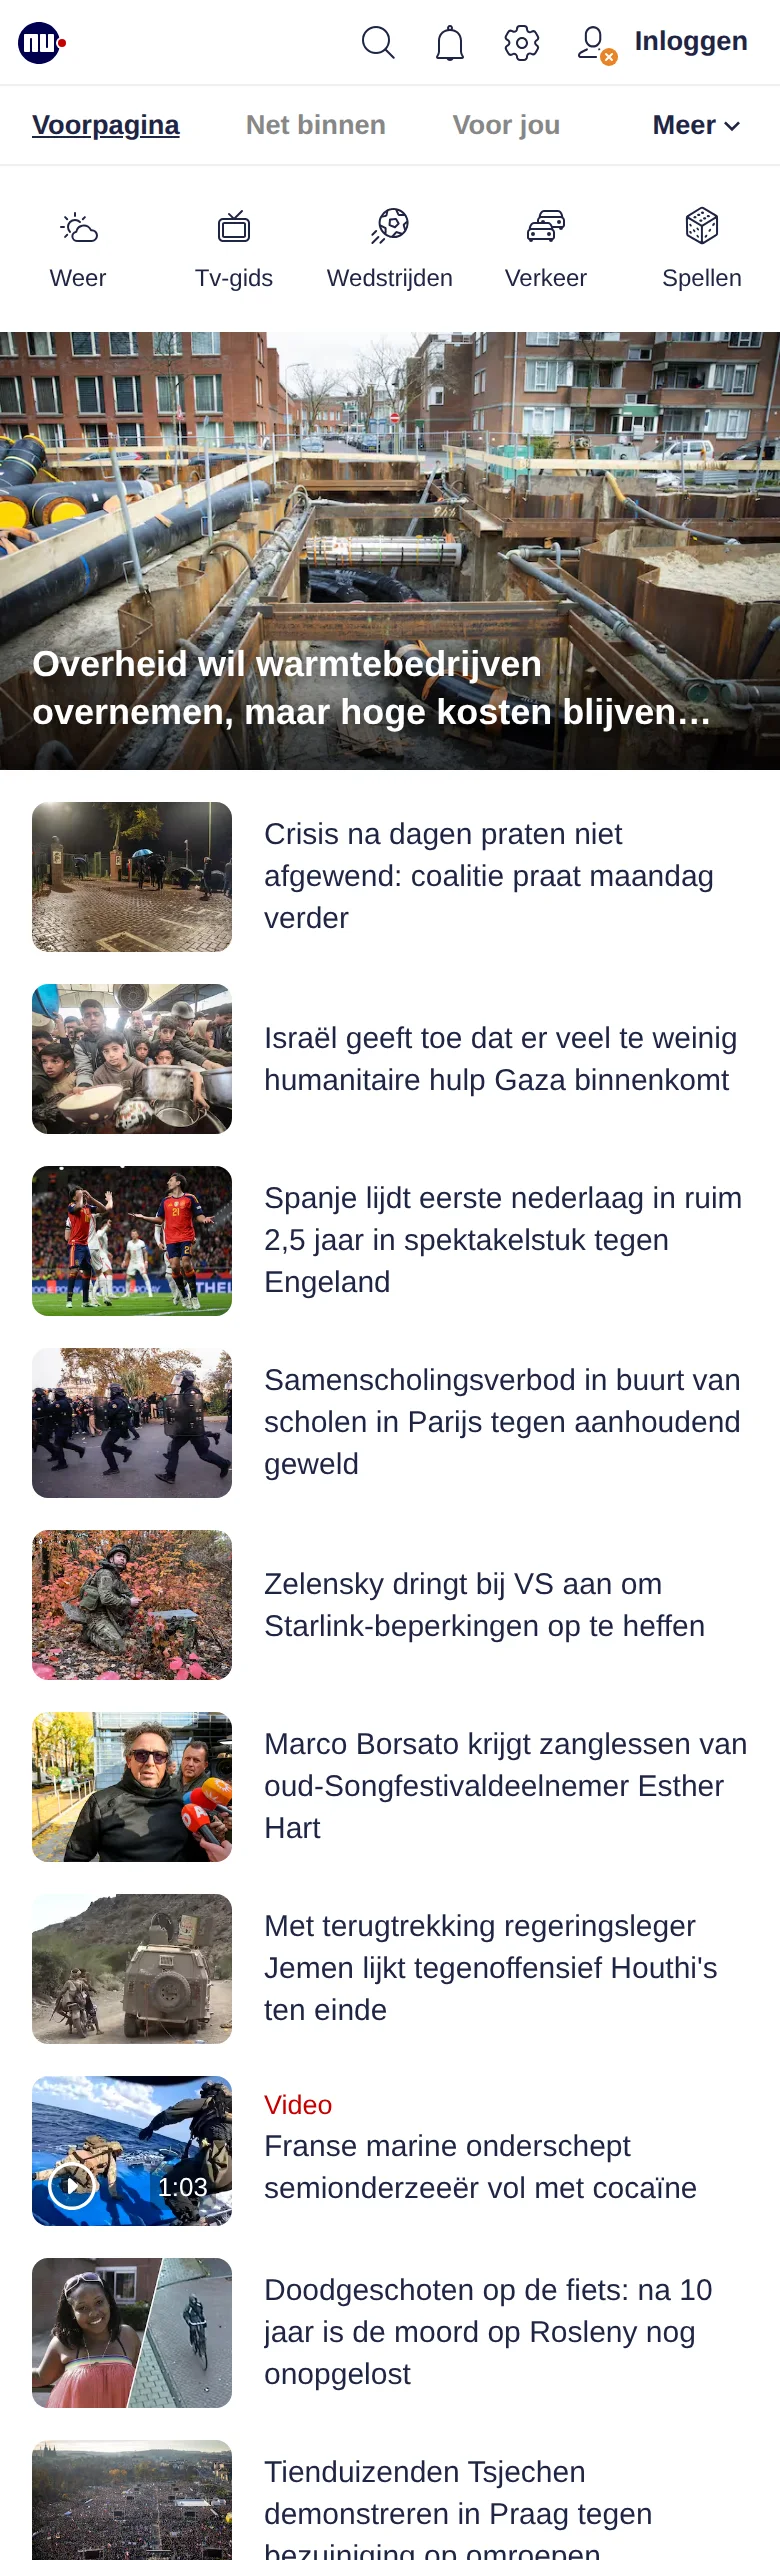 nu
Inloggen
Voorpagina
Net binnen
Voor jou
Meer
Weer
Tv-gids
Wedstrijden
Verkeer
Spellen
Overheid wil warmtebedrijven
overnemen, maar hoge kosten blijven…
Crisis na dagen praten niet
afgewend: coalitie praat maandag
verder
Israël geeft toe dat er veel te weinig
humanitaire hulp Gaza binnenkomt
Spanje lijdt eerste nederlaag in ruim
2,5 jaar in spektakelstuk tegen
Engeland
Samenscholingsverbod in buurt van
scholen in Parijs tegen aanhoudend
geweld
Zelensky dringt bij VS aan om
Starlink-beperkingen op te heffen
Marco Borsato krijgt zanglessen van
oud-Songfestivaldeelnemer Esther
Hart
Met terugtrekking regeringsleger
Jemen lijkt tegenoffensief Houthi's
ten einde
1:03
Video
Franse marine onderschept
semionderzeeër vol met cocaïne
Doodgeschoten op de fiets: na 10
jaar is de moord op Rosleny nog
onopgelost
Tienduizenden Tsjechen
demonstreren in Praag tegen
bezuiniging op omroepen